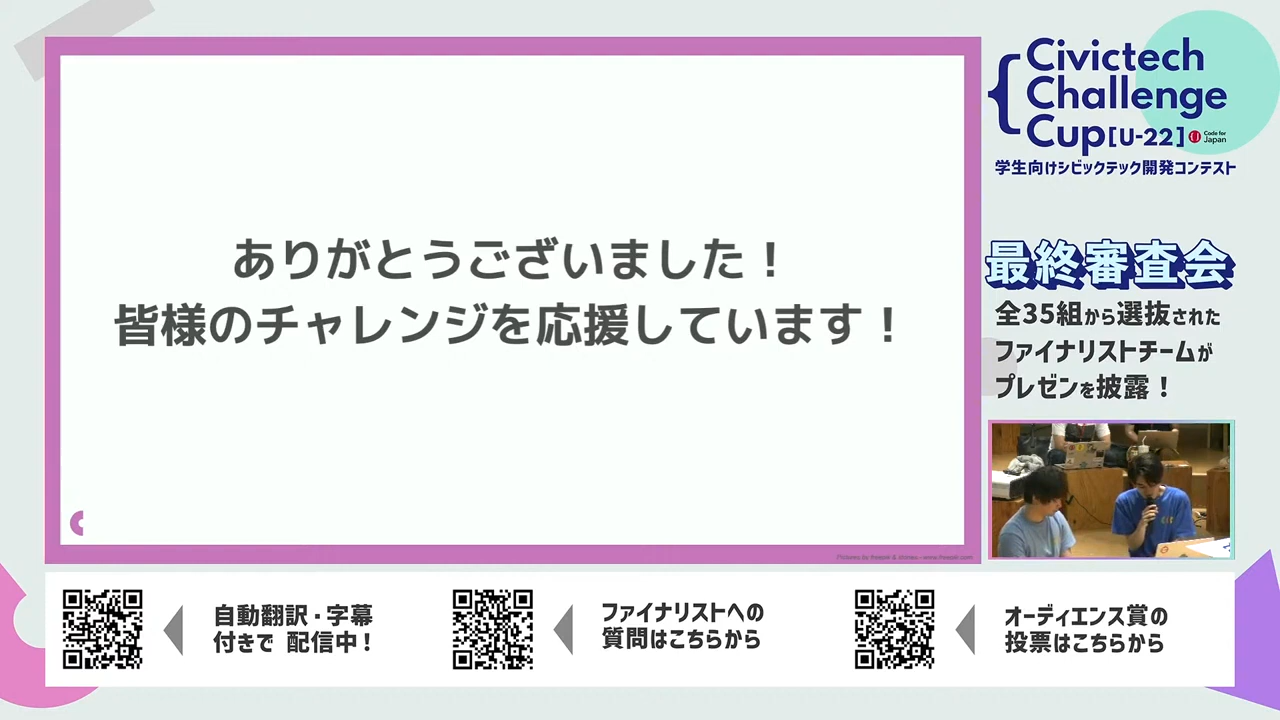 ありがとうございました！
皆様のチャレンジを応援しています！
Civictech
Challenge
Cup[U-22]
Code for
Japan
学生向けシビックテック開発コンテスト
最終審査会
全35組から選抜された
ファイナリストチームが
プレゼンを披露！
自動翻訳・字幕
付きで 配信中！
ファイナリストへの
質問はこちらから
オーディエンス賞の
投票はこちらから